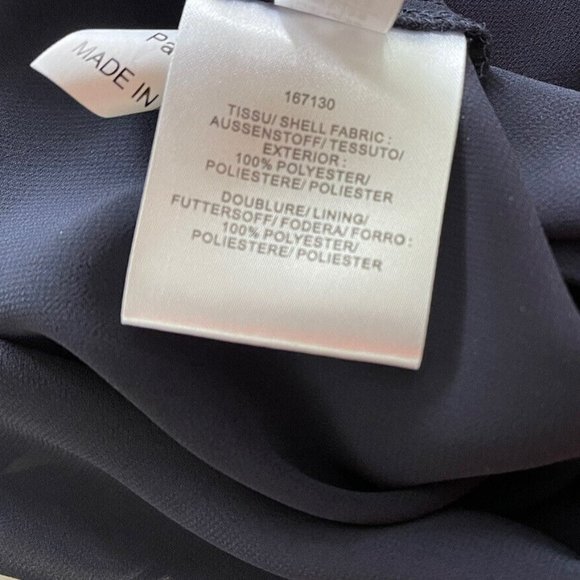 Pa
MADE IN
167130
TISSU/ SHELL FABRIC :
AUSSENSTOFF/ TESSUTO/
EXTERIOR :
100% POLYESTER/
POLIESTERE/ POLIESTER
DOUBLURE/ LINING/
FUTTERSOFF/ FODERA/ FORRO :
100% POLYESTER/
POLIESTERE/ POLIESTER